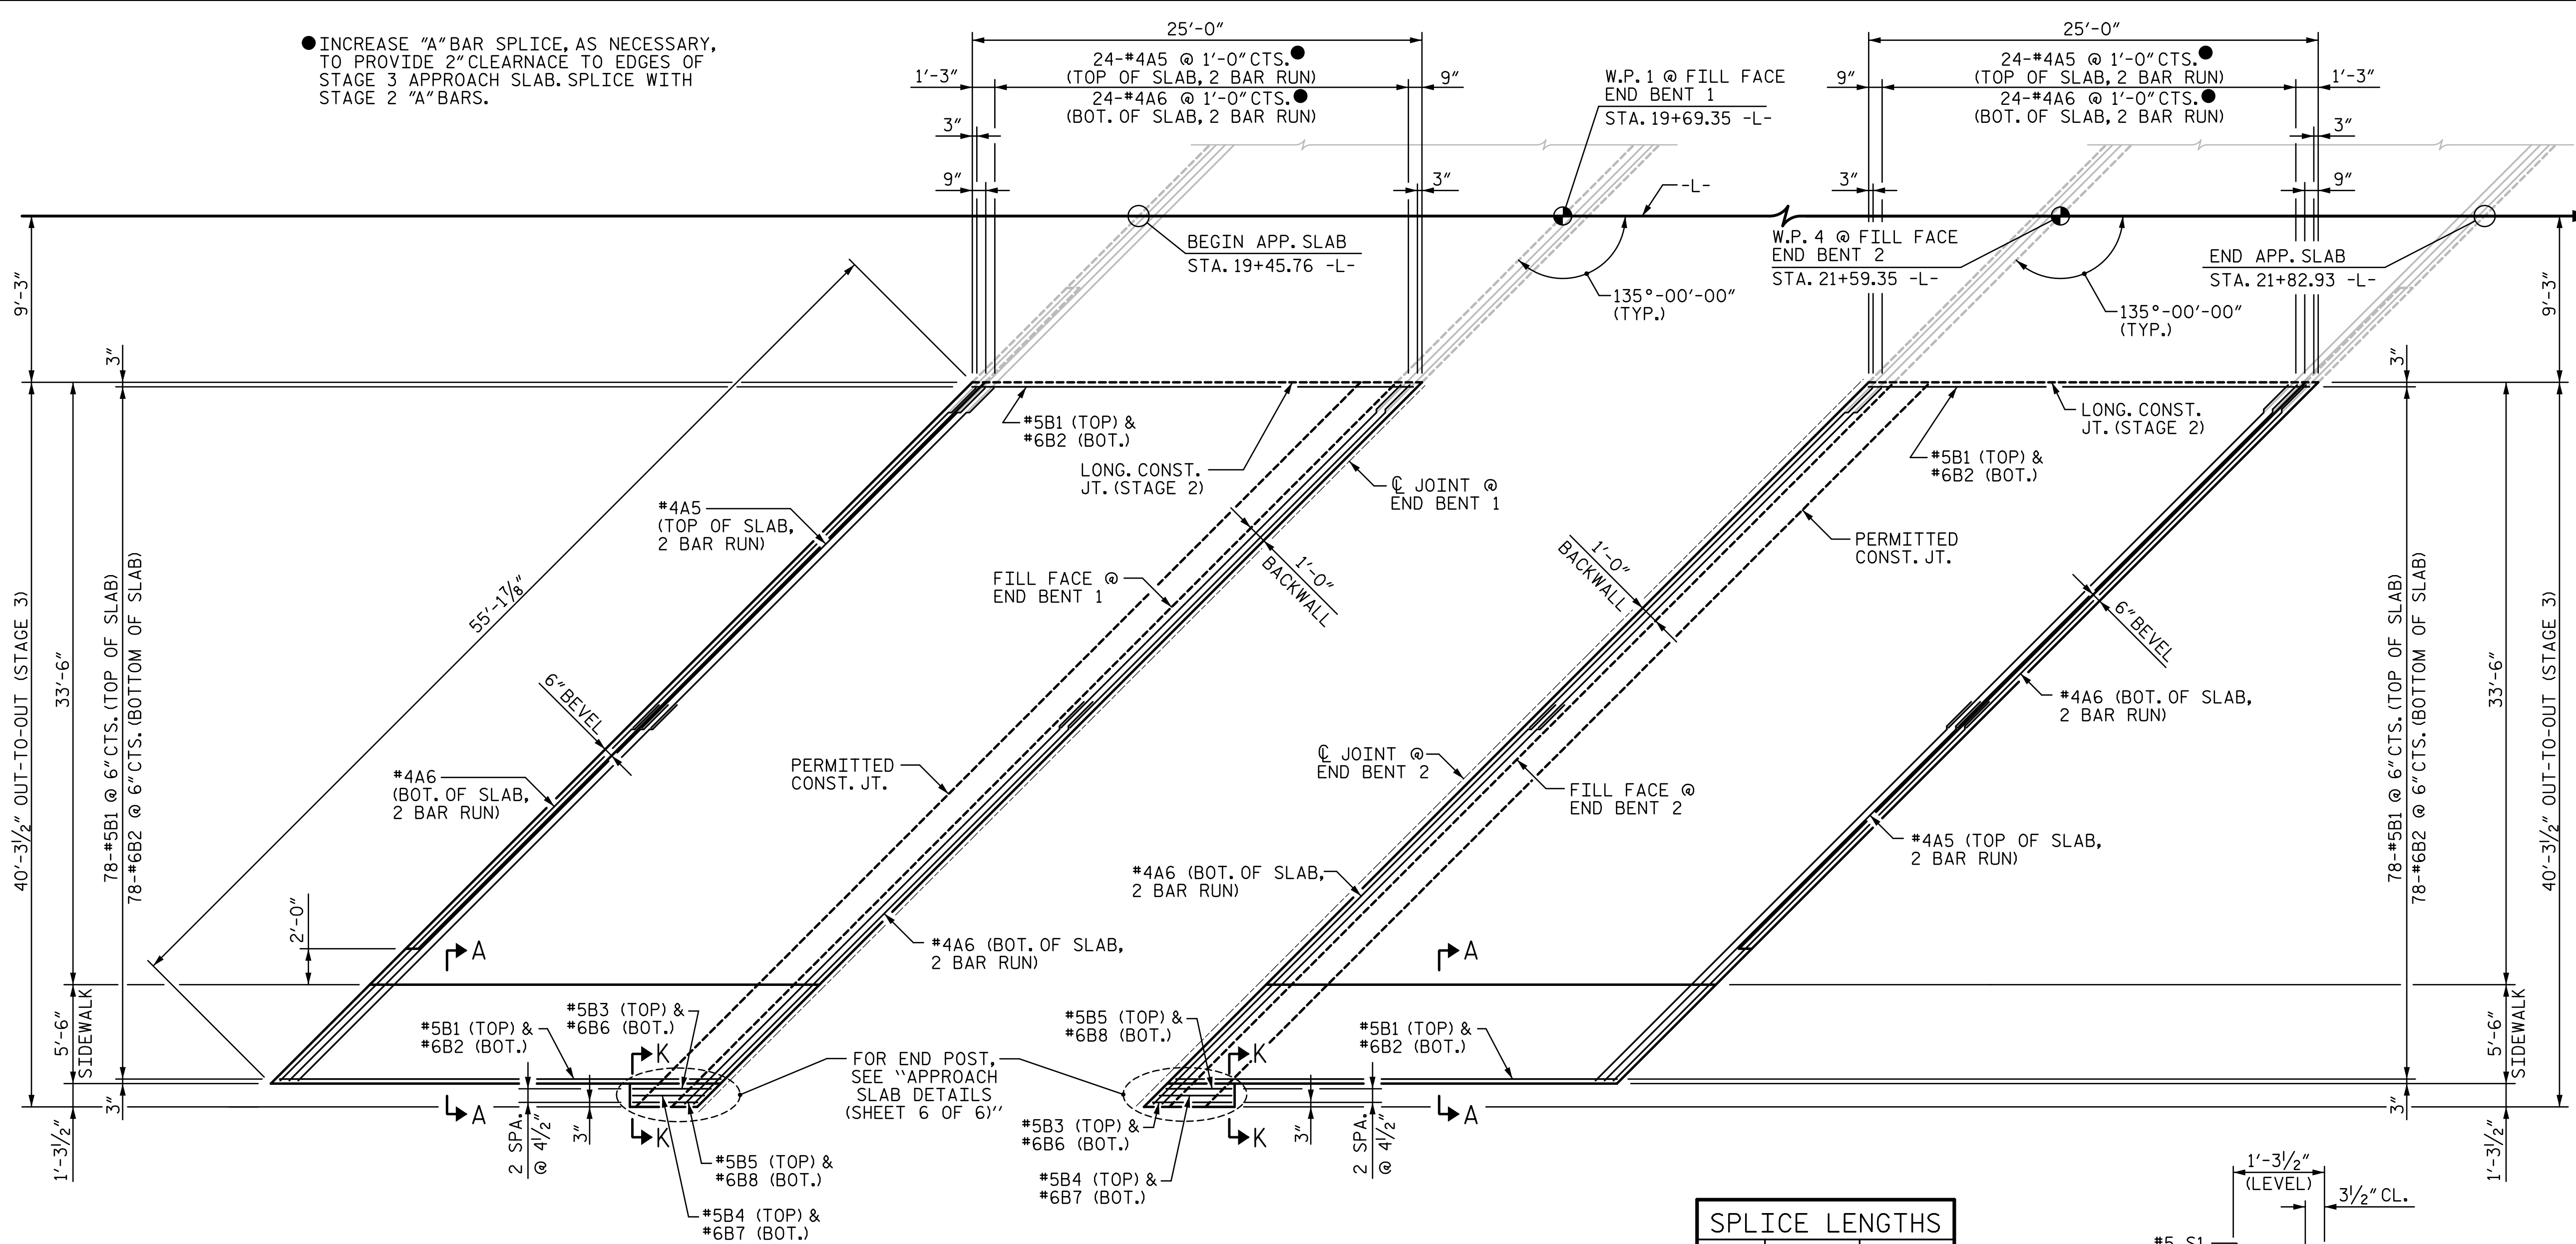 ● INCREASE "A" BAR SPLICE, AS NECESSARY,
TO PROVIDE 2" CLEARNACE TO EDGES OF
STAGE 3 APPROACH SLAB. SPLICE WITH
STAGE 2 "A" BARS.
25'-0"
24-#4A5 @ 1'-0" CTS.●
(TOP OF SLAB, 2 BAR RUN)
24-#4A6 @ 1'-0" CTS.●
(BOT. OF SLAB, 2 BAR RUN)
1'-3"
9"
3"
9"
3"
W.P. 1 @ FILL FACE
END BENT 1
STA. 19+69.35 -L-
25'-0"
24-#4A5 @ 1'-0" CTS.●
(TOP OF SLAB, 2 BAR RUN)
24-#4A6 @ 1'-0" CTS.●
(BOT. OF SLAB, 2 BAR RUN)
9"
1'-3"
3"
3"
9"
-L-
BEGIN APP. SLAB
STA. 19+45.76 -L-
W.P. 4 @ FILL FACE
END BENT 2
STA. 21+59.35 -L-
END APP. SLAB
STA. 21+82.93 -L-
135°-00'-00"
(TYP.)
135°-00'-00"
(TYP.)
9'-3"
9'-3"
3"
3"
#5B1 (TOP) &
#6B2 (BOT.)
LONG. CONST.
JT. (STAGE 2)
₵ JOINT @
END BENT 1
LONG. CONST.
JT. (STAGE 2)
#5B1 (TOP) &
#6B2 (BOT.)
#4A5
(TOP OF SLAB,
2 BAR RUN)
55'-1⅞"
FILL FACE @
END BENT 1
1'-0"
BACKWALL
1'-0"
BACKWALL
PERMITTED
CONST. JT.
6" BEVEL
40'-3½" OUT-TO-OUT (STAGE 3)
33'-6"
78-#5B1 @ 6" CTS. (TOP OF SLAB)
78-#6B2 @ 6" CTS. (BOTTOM OF SLAB)
6" BEVEL
#4A6
(BOT. OF SLAB,
2 BAR RUN)
PERMITTED
CONST. JT.
₵ JOINT @
END BENT 2
FILL FACE @
END BENT 2
#4A6 (BOT. OF SLAB,
2 BAR RUN)
#4A5 (TOP OF SLAB,
2 BAR RUN)
78-#5B1 @ 6" CTS. (TOP OF SLAB)
78-#6B2 @ 6" CTS. (BOTTOM OF SLAB)
33'-6"
40'-3½" OUT-TO-OUT (STAGE 3)
#4A6 (BOT. OF SLAB,
2 BAR RUN)
#4A6 (BOT. OF SLAB,
2 BAR RUN)
2'-0"
A
A
5'-6"
SIDEWALK
5'-6"
SIDEWALK
#5B1 (TOP) &
#6B2 (BOT.)
#5B3 (TOP) &
#6B6 (BOT.)
K
FOR END POST,
SEE "APPROACH
SLAB DETAILS
(SHEET 6 OF 6)"
#5B5 (TOP) &
#6B8 (BOT.)
K
#5B1 (TOP) &
#6B2 (BOT.)
3"
1'-3½"
A
2 SPA.
@ 4½"
3"
K
#5B5 (TOP) &
#6B8 (BOT.)
#5B4 (TOP) &
#6B7 (BOT.)
#5B3 (TOP) &
#6B6 (BOT.)
#5B4 (TOP) &
#6B7 (BOT.)
K
3"
2 SPA.
@ 4½"
A
3"
1'-3½"
SPLICE LENGTHS
1'-3½"
(LEVEL)
3½" CL.
#5 S1